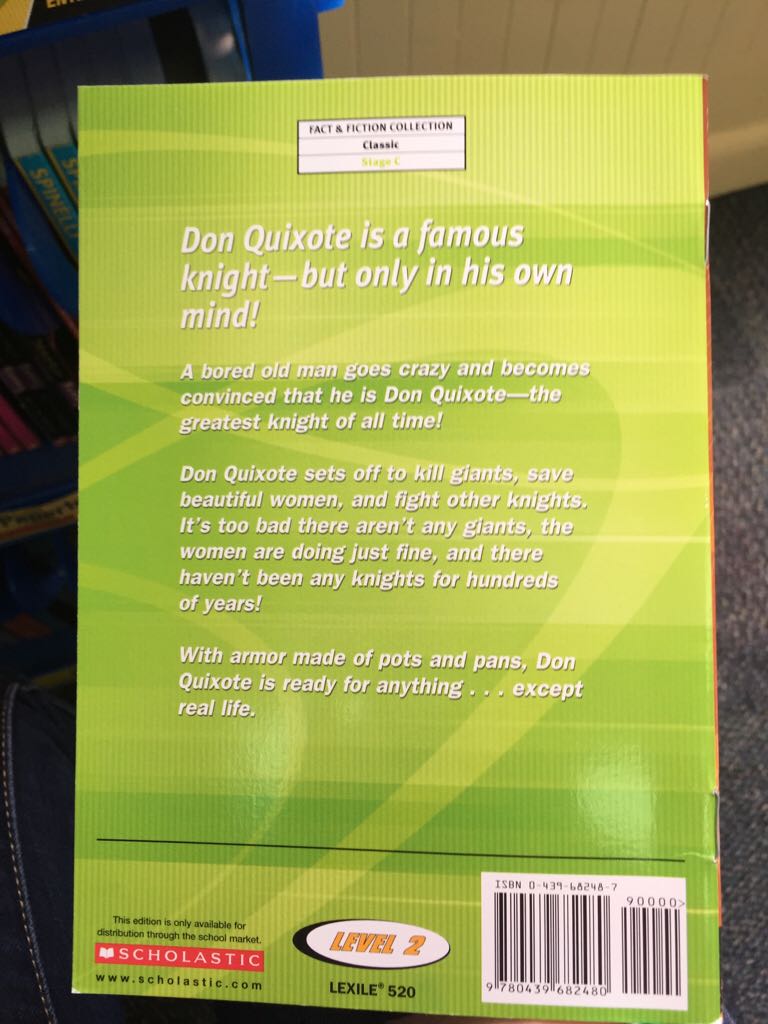 SPINELLI
FACT & FICTION COLLECTION
Classic
Stage C
Don Quixote is a famous
knight—but only in his own
mind!
A bored old man goes crazy and becomes
convinced that he is Don Quixote—the
greatest knight of all time!
Don Quixote sets off to kill giants, save
beautiful women, and fight other knights.
It's too bad there aren't any giants, the
women are doing just fine, and there
haven't been any knights for hundreds
of years!
With armor made of pots and pans, Don
Quixote is ready for anything . . . except
real life.
This edition is only available for
distribution through the school market.
SCHOLASTIC
www.scholastic.com
LEVEL 2
LEXILE® 520
ISBN 0-439-68248-7
90000>
9 780439 682480